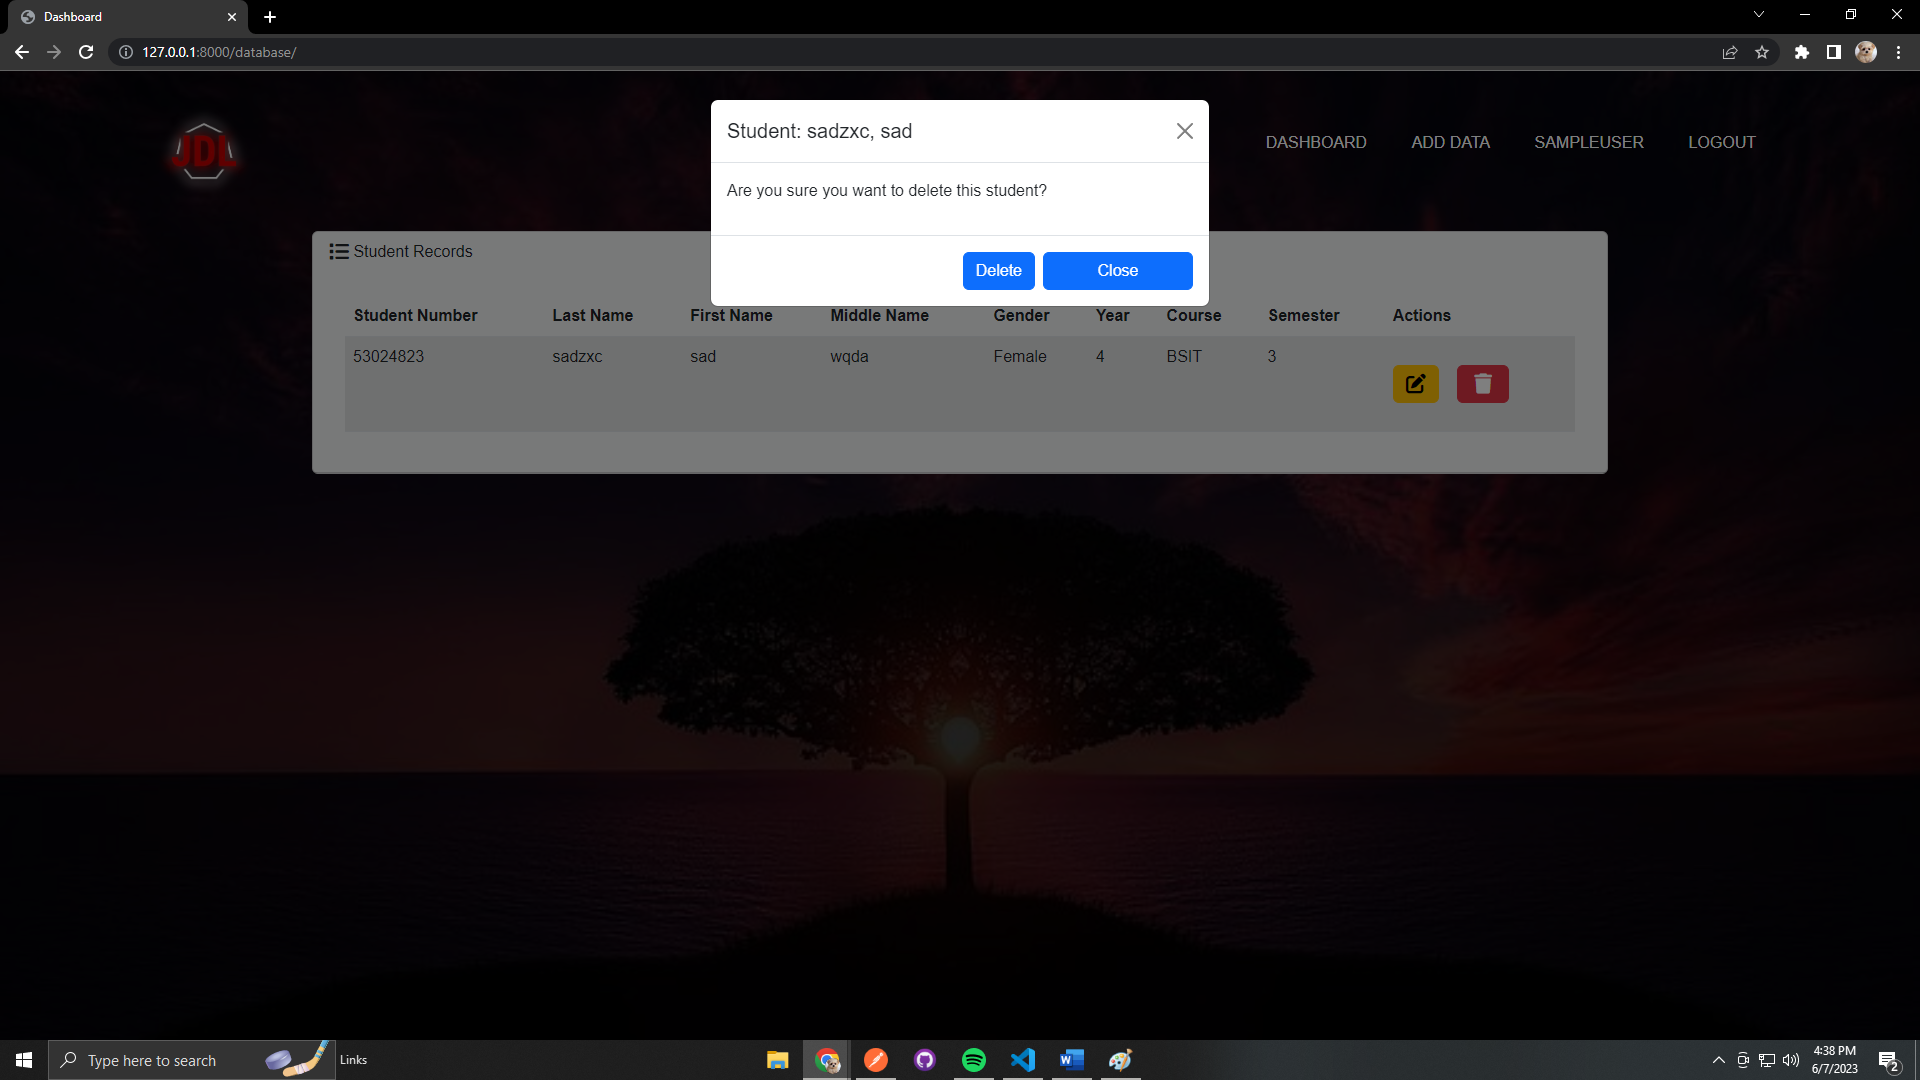 Dashboard
127.0.0.1:8000/database/
JDL
DASHBOARD ADD DATA SAMPLEUSER LOGOUT
Student: sadzxc, sad
Are you sure you want to delete this student?
Delete Close
Student Records
Student Number Last Name First Name Middle Name Gender Year Course Semester Actions
53024823 sadzxc sad wqda Female 4 BSIT 3
Type here to search
Links
W
4:38 PM
6/7/2023
2